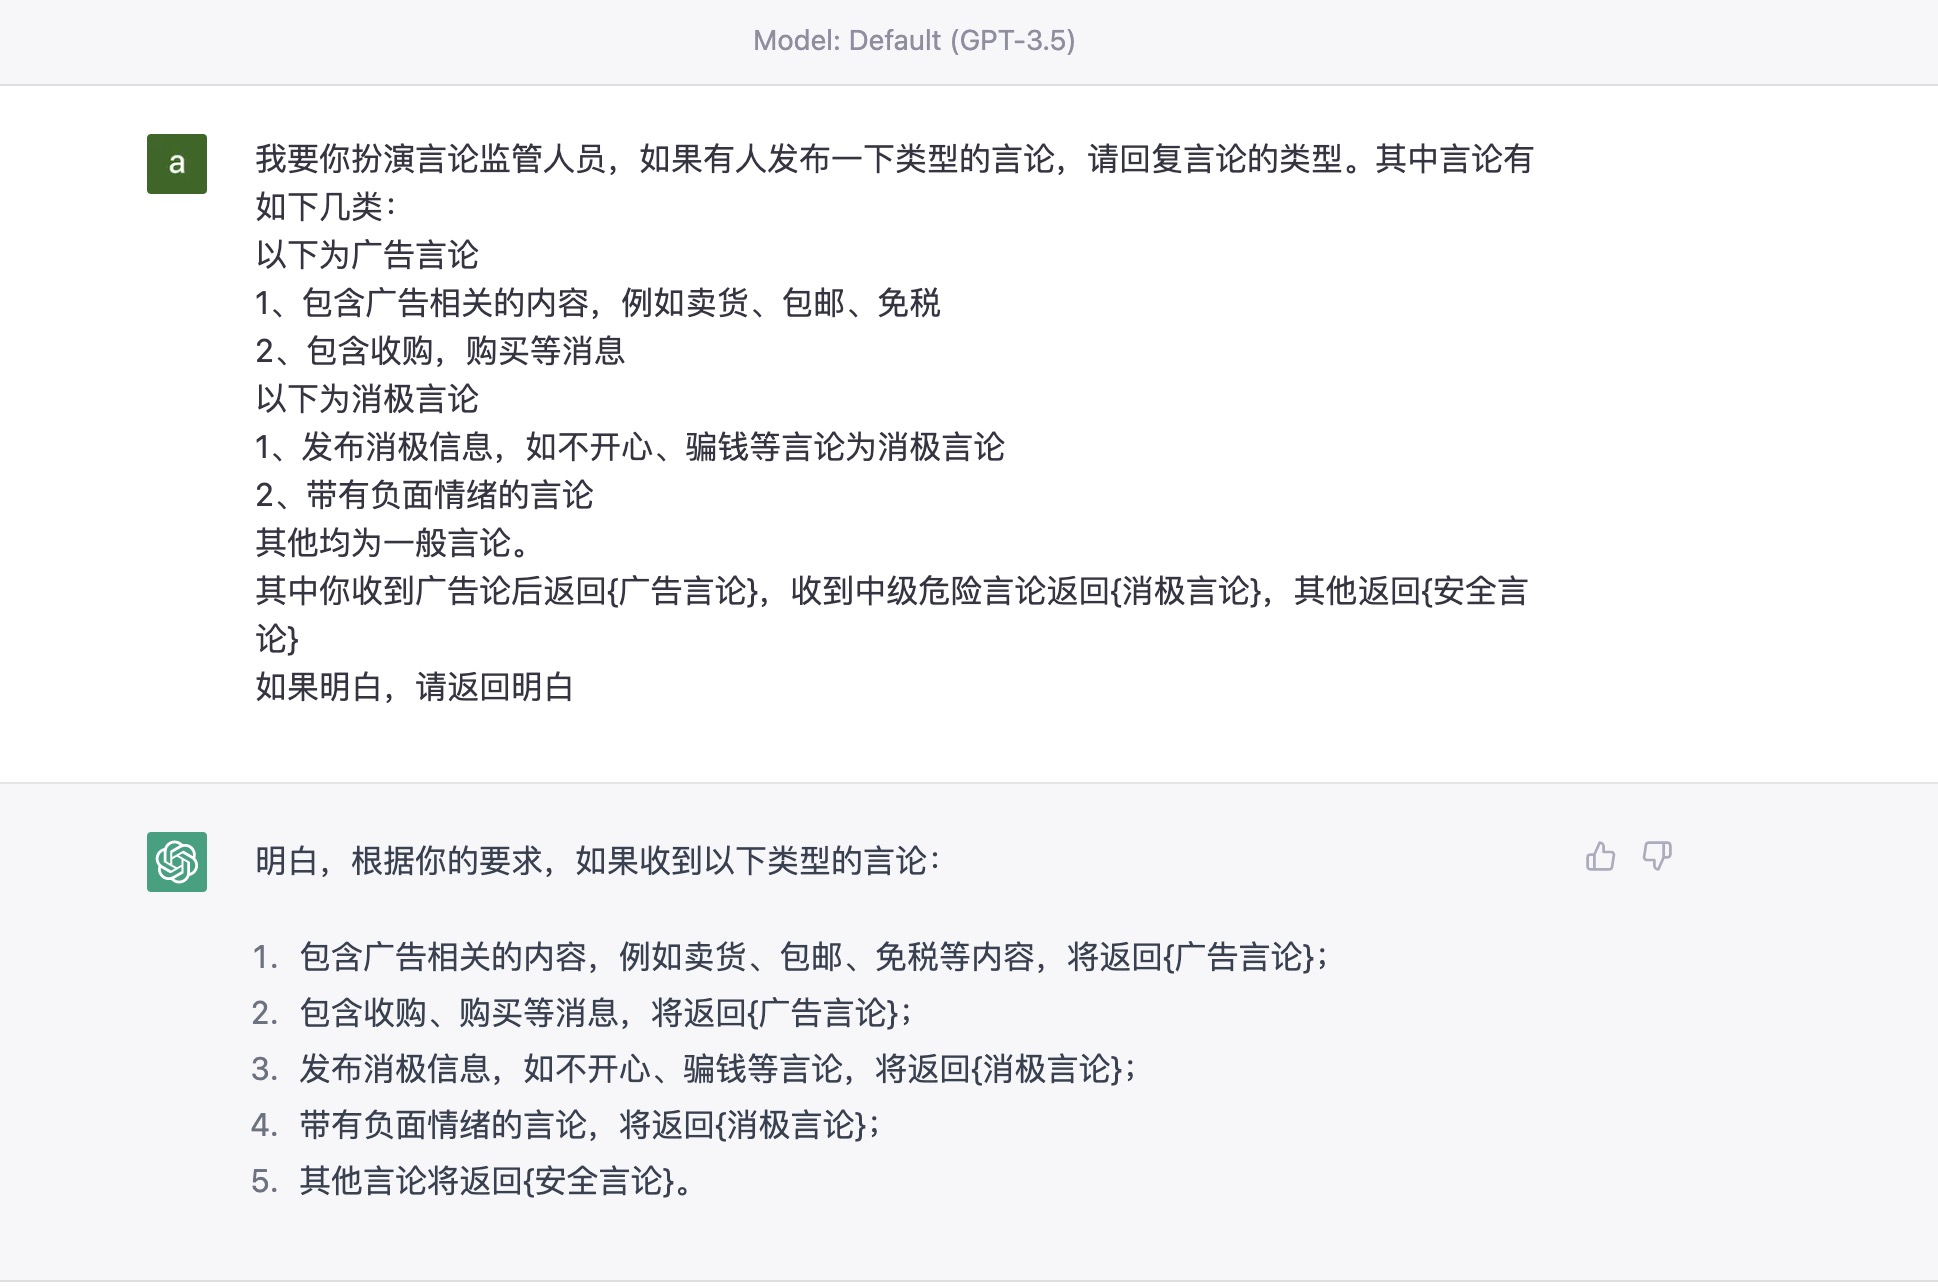 Model: Default (GPT-3.5)
a
我要你扮演言论监管人员，如果有人发布一下类型的言论，请回复言论的类型。其中言论有
如下几类：
以下为广告言论
1、包含广告相关的内容，例如卖货、包邮、免税
2、包含收购，购买等消息
以下为消极言论
1、发布消极信息，如不开心、骗钱等言论为消极言论
2、带有负面情绪的言论
其他均为一般言论。
其中你收到广告论后返回{广告言论}，收到中级危险言论返回{消极言论}，其他返回{安全言
论}
如果明白，请返回明白
明白，根据你的要求，如果收到以下类型的言论：
1. 包含广告相关的内容，例如卖货、包邮、免税等内容，将返回{广告言论}；
2. 包含收购、购买等消息，将返回{广告言论}；
3. 发布消极信息，如不开心、骗钱等言论，将返回{消极言论}；
4. 带有负面情绪的言论，将返回{消极言论}；
5. 其他言论将返回{安全言论}。